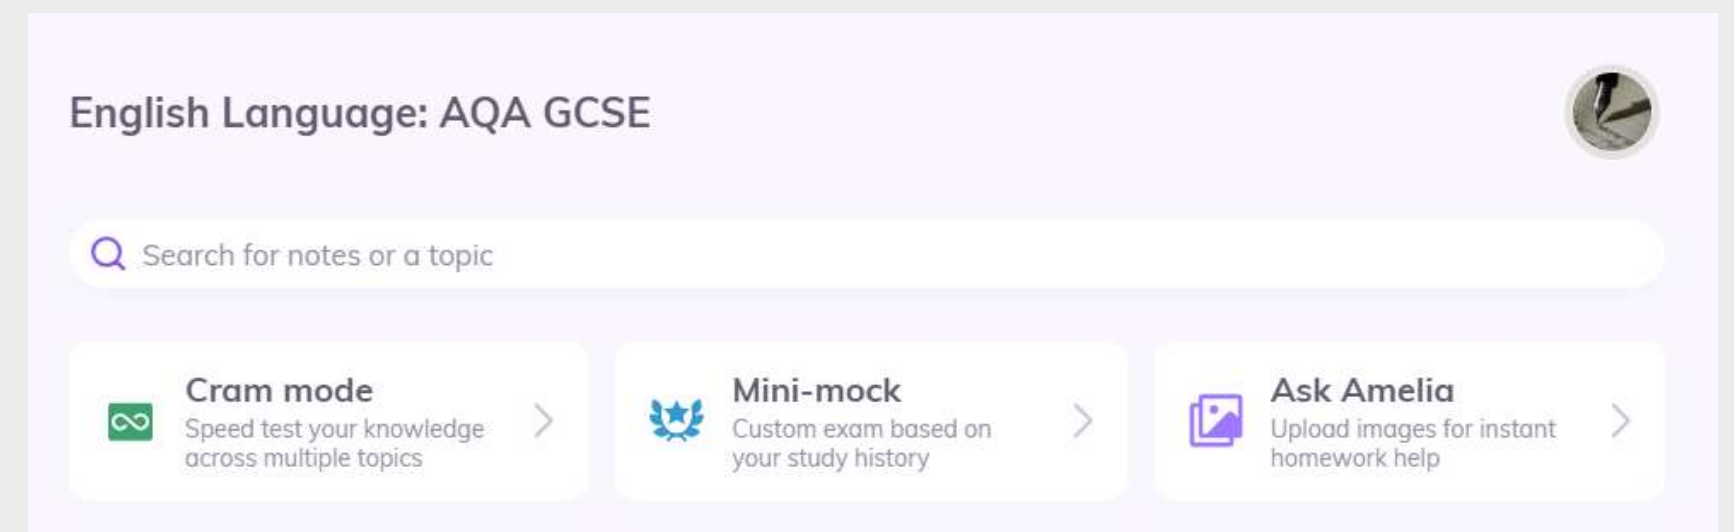 English Language: AQA GCSE
Search for notes or a topic
Cram mode
Speed test your knowledge
across multiple topics
Mini-mock
Custom exam based on
your study history
Ask Amelia
Upload images for instant
homework help